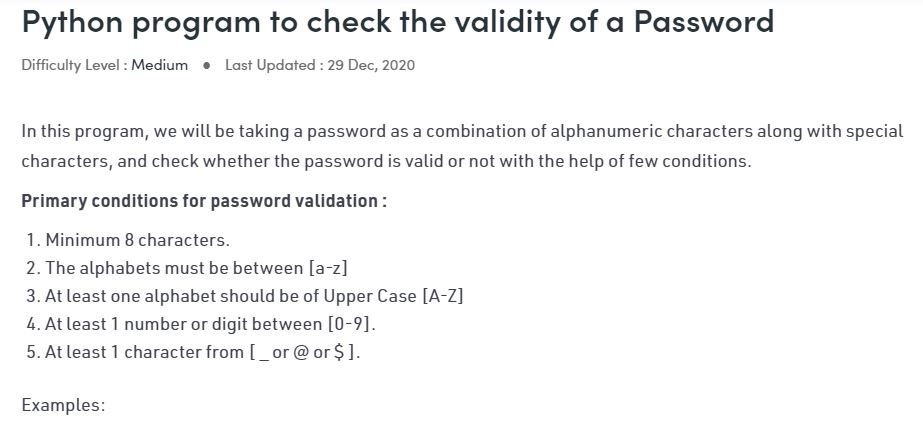 Python program to check the validity of a Password
Difficulty Level : Medium ● Last Updated : 29 Dec, 2020
In this program, we will be taking a password as a combination of alphanumeric characters along with special
characters, and check whether the password is valid or not with the help of few conditions.
Primary conditions for password validation :
1. Minimum 8 characters.
2. The alphabets must be between [a-z]
3. At least one alphabet should be of Upper Case [A-Z]
4. At least 1 number or digit between [0-9].
5. At least 1 character from [ _ or @ or $ ].
Examples: